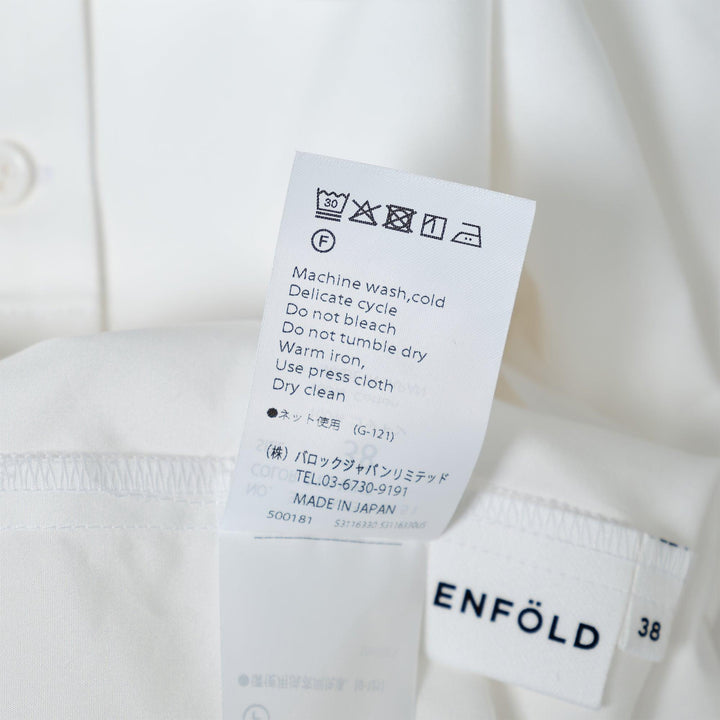 30
F
Machine wash,cold
Delicate cycle
Do not bleach
Do not tumble dry
Warm iron,
Use press cloth
Dry clean
●ネット使用 (G-121)
(株) バロックジャパンリミテッド
TEL.03-6730-9191
MADE IN JAPAN
500181
ENFÖLD
38